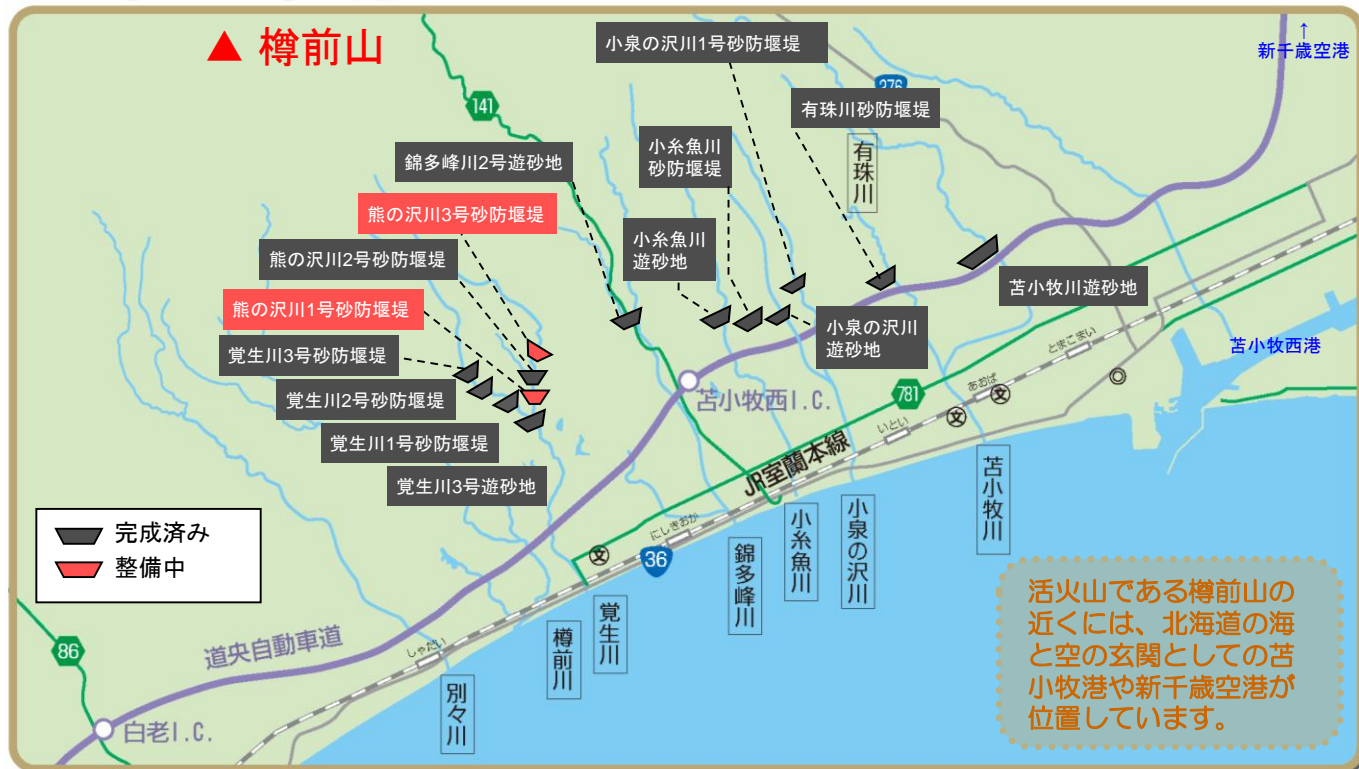 ▲ 樽前山
小泉の沢川1号砂防堰堤
↑
新千歳空港
141
276
有珠川砂防堰堤
錦多峰川2号遊砂地
小糸魚川
砂防堰堤
有珠川
熊の沢川3号砂防堰堤
小糸魚川
遊砂地
熊の沢川2号砂防堰堤
苫小牧川遊砂地
熊の沢川1号砂防堰堤
小泉の沢川
遊砂地
覚生川3号砂防堰堤
とまこまい
苫小牧西港
覚生川2号砂防堰堤
苫小牧西I.C.
781
あおば
文
文
覚生川1号砂防堰堤
いとい
JR室蘭本線
覚生川3号遊砂地
苫小牧川
完成済み
整備中
にしきおか
文
36
錦多峰川
小糸魚川
小泉の沢川
覚生川
樽前川
別々川
しゃだい
道央自動車道
86
白老I.C.
活火山である樽前山の
近くには、北海道の海
と空の玄関としての苫
小牧港や新千歳空港が
位置しています。